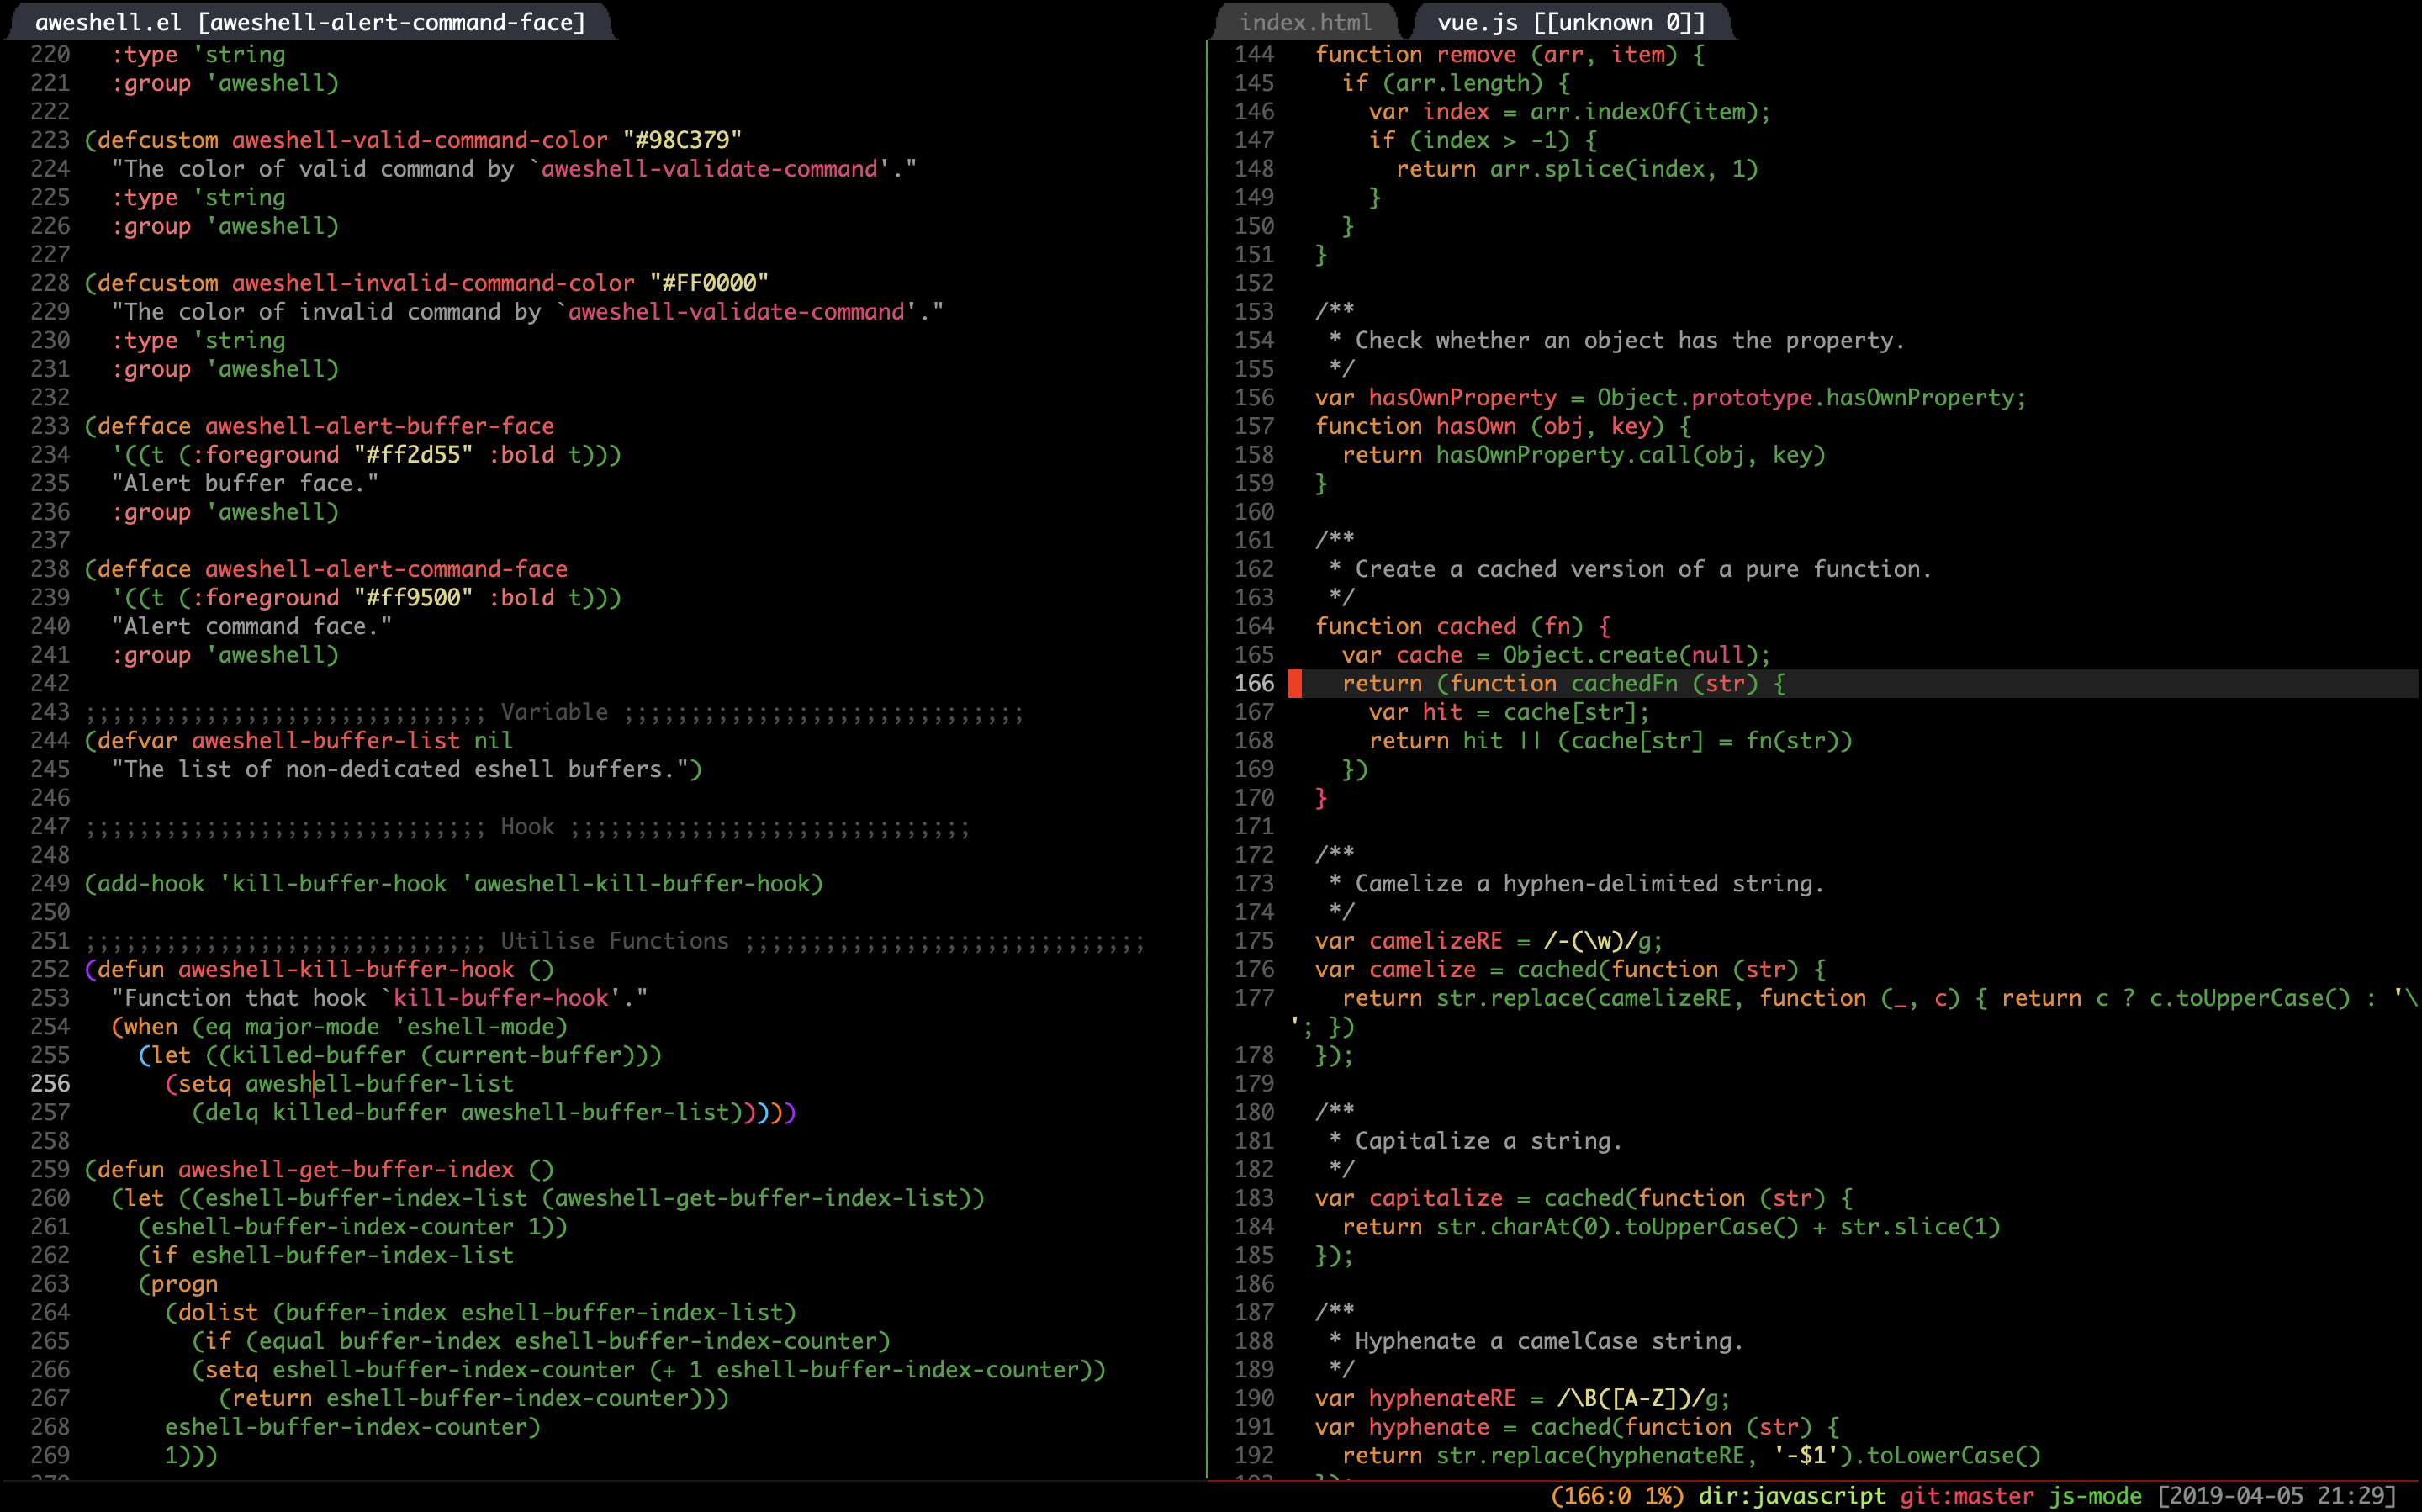 aweshell.el [aweshell-alert-command-face]
220   :type 'string
221   :group 'aweshell)
222
223 (defcustom aweshell-valid-command-color "#98C379"
224   "The color of valid command by `aweshell-validate-command'."
225   :type 'string
226   :group 'aweshell)
227
228 (defcustom aweshell-invalid-command-color "#FF0000"
229   "The color of invalid command by `aweshell-validate-command'."
230   :type 'string
231   :group 'aweshell)
232
233 (defface aweshell-alert-buffer-face
234   '((t (:foreground "#ff2d55" :bold t)))
235   "Alert buffer face."
236   :group 'aweshell)
237
238 (defface aweshell-alert-command-face
239   '((t (:foreground "#ff9500" :bold t)))
240   "Alert command face."
241   :group 'aweshell)
242
243 ;;;;;;;;;;;;;;;;;;;;;;;;;;;;;; Variable ;;;;;;;;;;;;;;;;;;;;;;;;;;;;;;
244 (defvar aweshell-buffer-list nil
245   "The list of non-dedicated eshell buffers.")
246
247 ;;;;;;;;;;;;;;;;;;;;;;;;;;;;;; Hook ;;;;;;;;;;;;;;;;;;;;;;;;;;;;;;
248
249 (add-hook 'kill-buffer-hook 'aweshell-kill-buffer-hook)
250
251 ;;;;;;;;;;;;;;;;;;;;;;;;;;;;;; Utilise Functions ;;;;;;;;;;;;;;;;;;;;;;;;;;;;;;
252 (defun aweshell-kill-buffer-hook ()
253   "Function that hook `kill-buffer-hook'."
254   (when (eq major-mode 'eshell-mode)
255     (let ((killed-buffer (current-buffer)))
256       (setq aweshell-buffer-list
257         (delq killed-buffer aweshell-buffer-list)))))
258
259 (defun aweshell-get-buffer-index ()
260   (let ((eshell-buffer-index-list (aweshell-get-buffer-index-list))
261     (eshell-buffer-index-counter 1))
262     (if eshell-buffer-index-list
263     (progn
264       (dolist (buffer-index eshell-buffer-index-list)
265         (if (equal buffer-index eshell-buffer-index-counter)
266         (setq eshell-buffer-index-counter (+ 1 eshell-buffer-index-counter))
267           (return eshell-buffer-index-counter)))
268       eshell-buffer-index-counter)
269       1)))
index.html vue.js [[unknown 0]]
144   function remove (arr, item) {
145     if (arr.length) {
146       var index = arr.indexOf(item);
147       if (index > -1) {
148         return arr.splice(index, 1)
149       }
150     }
151   }
152
153   /**
154    * Check whether an object has the property.
155    */
156   var hasOwnProperty = Object.prototype.hasOwnProperty;
157   function hasOwn (obj, key) {
158     return hasOwnProperty.call(obj, key)
159   }
160
161   /**
162    * Create a cached version of a pure function.
163    */
164   function cached (fn) {
165     var cache = Object.create(null);
166     return (function cachedFn (str) {
167       var hit = cache[str];
168       return hit || (cache[str] = fn(str))
169     })
170   }
171
172   /**
173    * Camelize a hyphen-delimited string.
174    */
175   var camelizeRE = /-(\w)/g;
176   var camelize = cached(function (str) {
177     return str.replace(camelizeRE, function (_, c) { return c ? c.toUpperCase() : '\
'; })
178   });
179
180   /**
181    * Capitalize a string.
182    */
183   var capitalize = cached(function (str) {
184     return str.charAt(0).toUpperCase() + str.slice(1)
185   });
186
187   /**
188    * Hyphenate a camelCase string.
189    */
190   var hyphenateRE = /\B([A-Z])/g;
191   var hyphenate = cached(function (str) {
192     return str.replace(hyphenateRE, '-$1').toLowerCase()
(166:0 1%) dir:javascript git:master js-mode [2019-04-05 21:29]